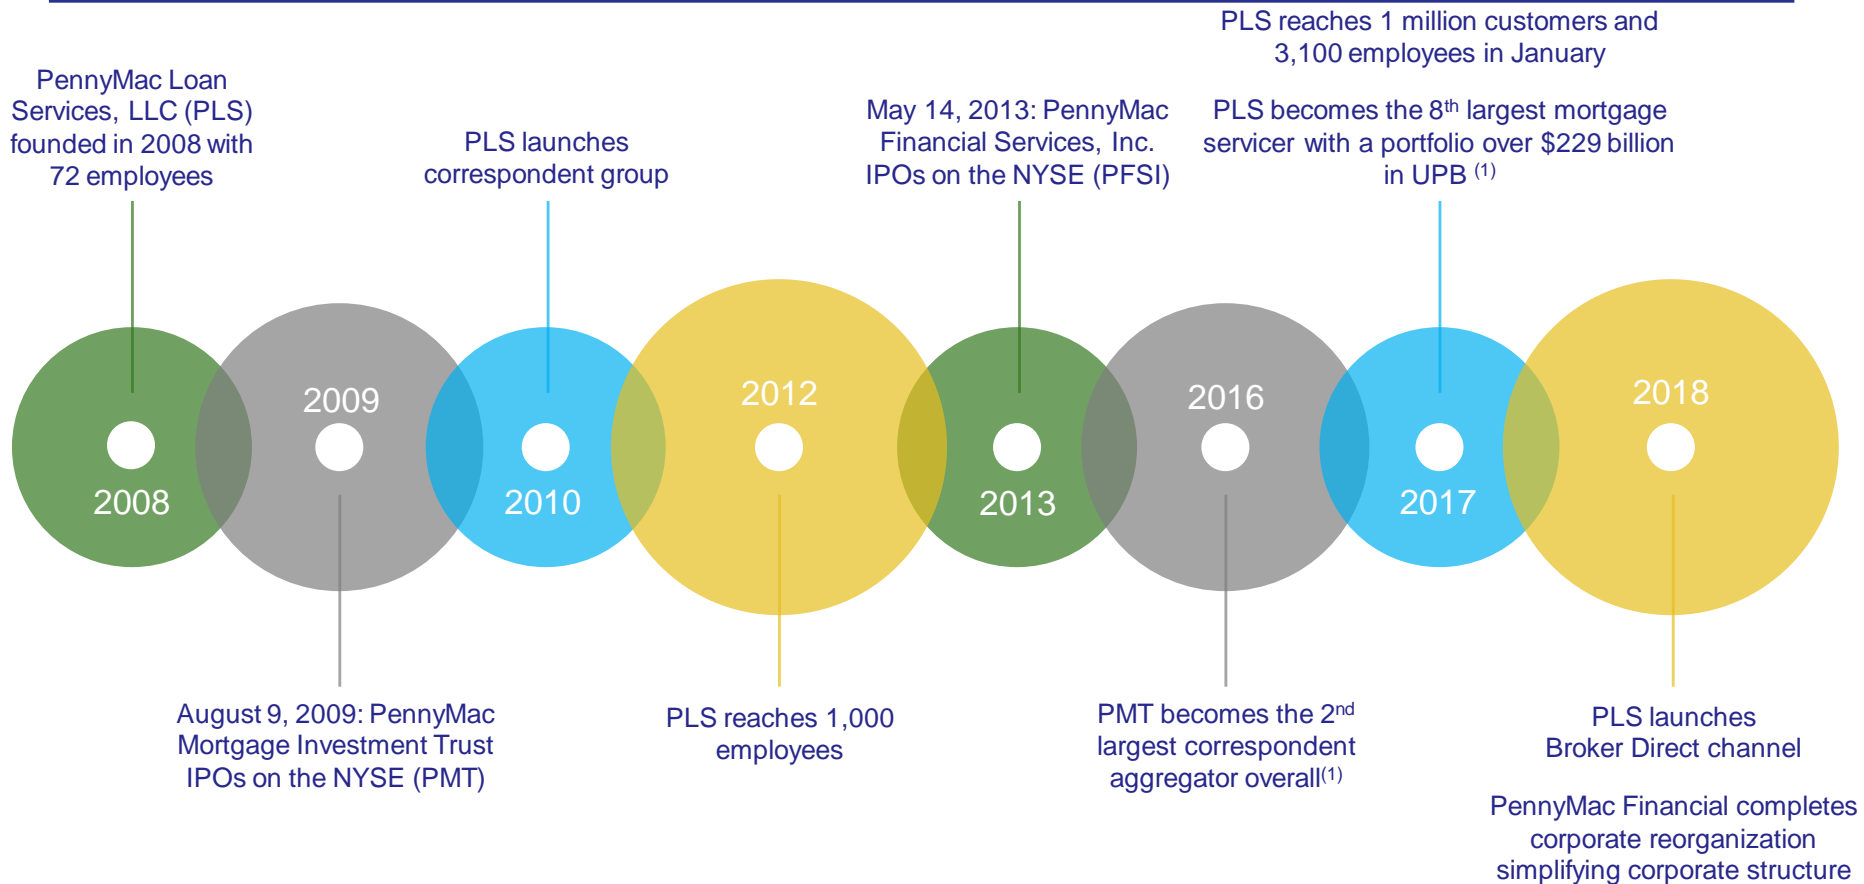 PennyMac Loan
Services, LLC (PLS)
founded in 2008 with
72 employees
2008
2009
August 9, 2009: PennyMac
Mortgage Investment Trust
IPOs on the NYSE (PMT)
PLS launches
correspondent group
2010
2012
PLS reaches 1,000
employees
May 14, 2013: PennyMac
Financial Services, Inc.
IPOs on the NYSE (PFSI)
2013
2016
PMT becomes the 2nd
largest correspondent
aggregator overall(1)
PLS reaches 1 million customers and
3,100 employees in January
PLS becomes the 8th largest mortgage
servicer with a portfolio over $229 billion
in UPB (1)
2017
2018
PLS launches
Broker Direct channel
PennyMac Financial completes
corporate reorganization
simplifying corporate structure